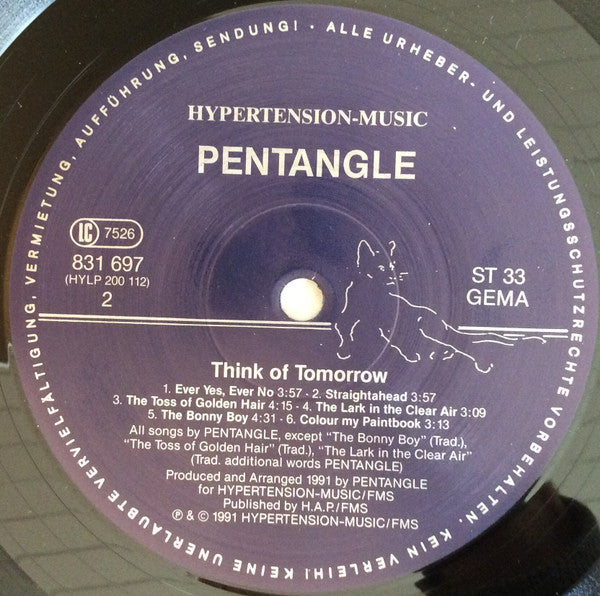 ALLE URHEBER- UND LEISTUNGSSCHUTZRECHTE VORBEHALTEN. KEIN VERLEIH! KEINE UNERLAUBTE VERVIELFÄLTIGUNG, VERMIETUNG, AUFFÜHRUNG, SENDUNG! ·
HYPERTENSION-MUSIC
PENTANGLE
LC 7526
831 697
(HYLP 200 112)
2
ST 33
GEMA
Think of Tomorrow
1. Ever Yes, Ever No 3:57 - 2. Straightahead 3:57
3. The Toss of Golden Hair 4:15 - 4. The Lark in the Clear Air 3:09
5. The Bonny Boy 4:31 - 6. Colour my Paintbook 3:13
All songs by PENTANGLE, except "The Bonny Boy" (Trad.),
"The Toss of Golden Hair" (Trad.), "The Lark in the Clear Air"
(Trad. additional words PENTANGLE)
Produced and Arranged 1991 by PENTANGLE
for HYPERTENSION-MUSIC/FMS
Published by H.A.P./FMS
℗ & © 1991 HYPERTENSION-MUSIC/FMS